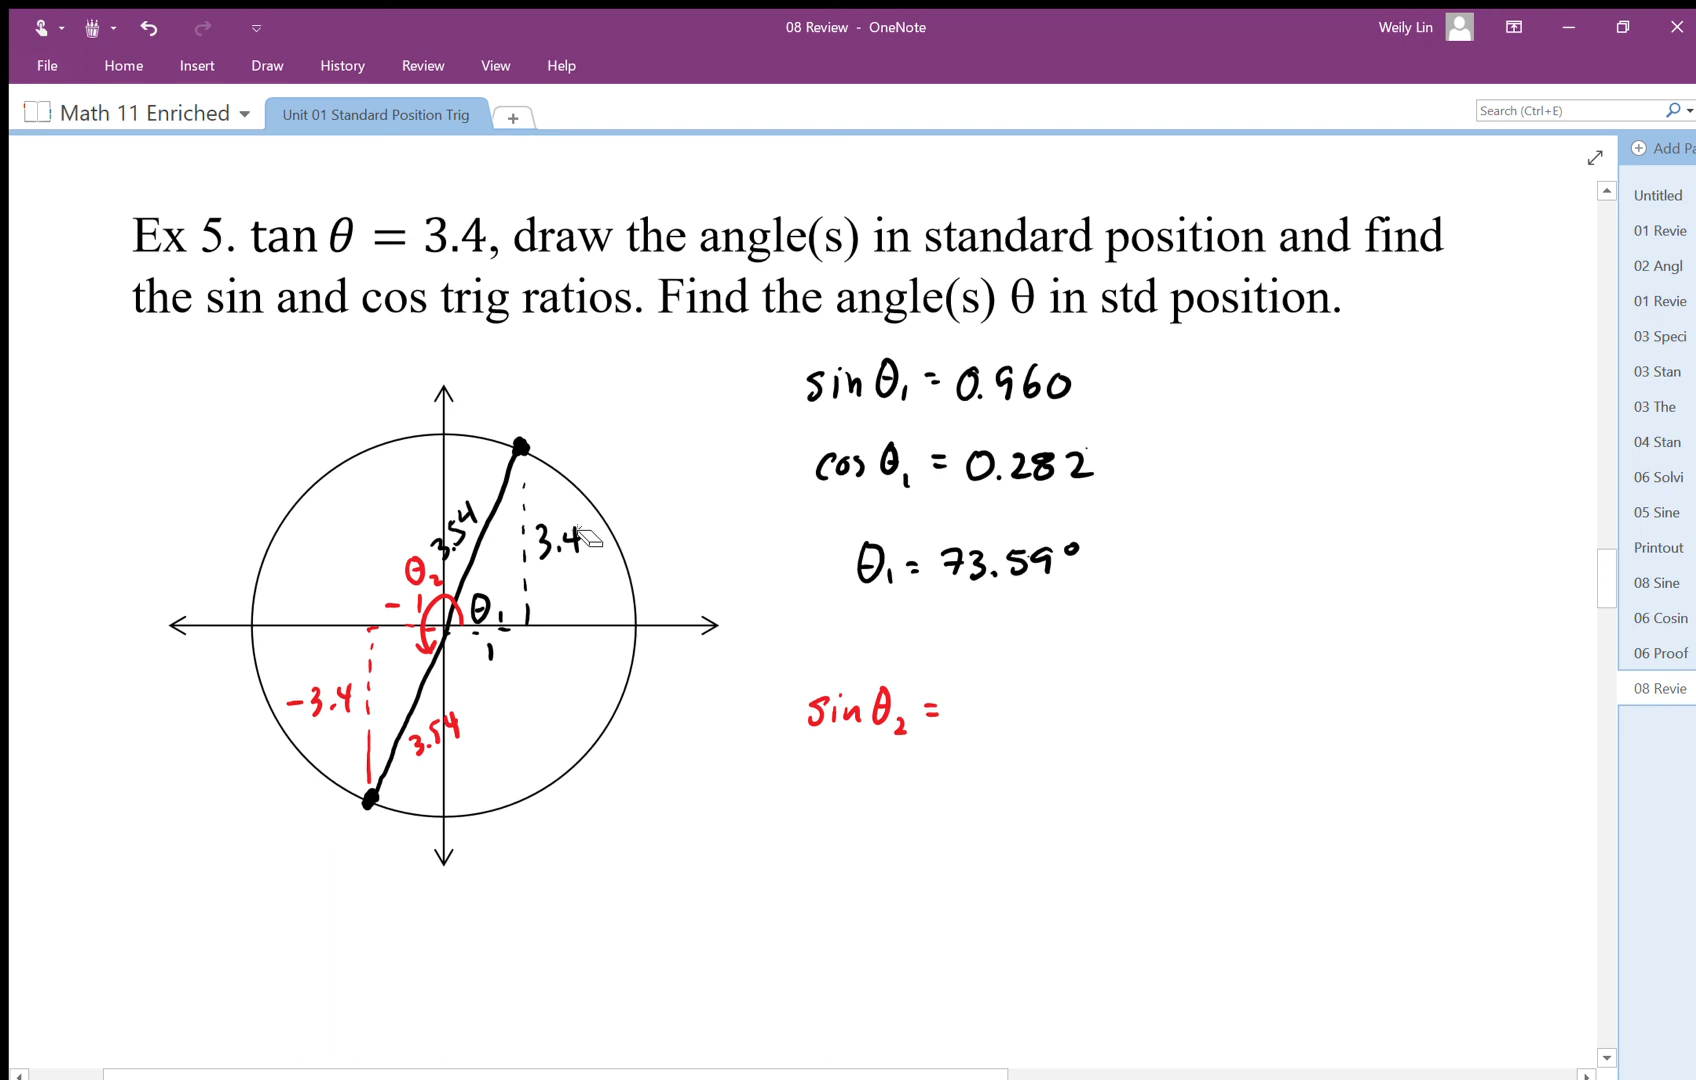 08 Review - OneNote
Weily Lin
File Home Insert Draw History Review View Help
Math 11 Enriched
Unit 01 Standard Position Trig
+
Search (Ctrl+E)
Add Pa
Untitled
01 Revie
02 Angl
01 Revie
03 Speci
03 Stan
03 The
04 Stan
06 Solvi
05 Sine
Printout
08 Sine
06 Cosin
06 Proof
08 Revie
Ex 5. tan θ = 3.4, draw the angle(s) in standard position and find
the sin and cos trig ratios. Find the angle(s) θ in std position.
sin θ₁ = 0.960
cos θ₁ = 0.282
θ₁ = 73.59°
sin θ₂ =
3.54
3.4
θ₂
-1
θ₁
1
-3.4
3.54